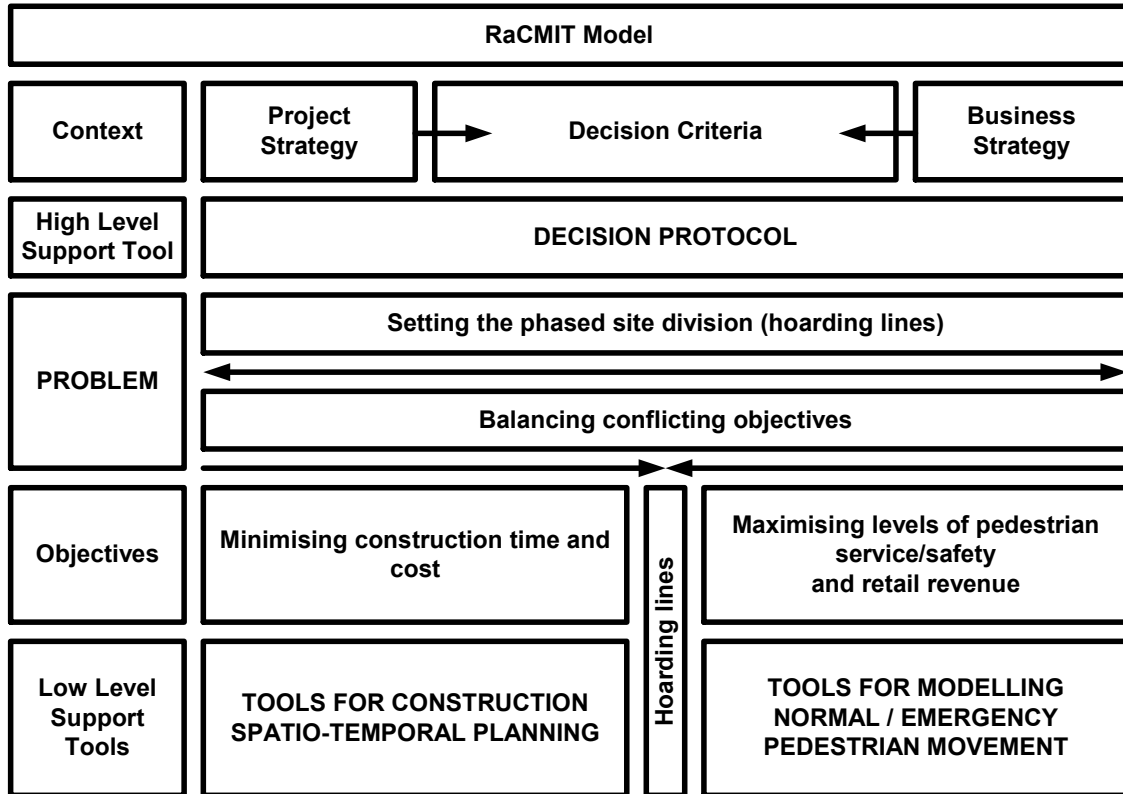 RaCMIT Model
Context
Project
Strategy
Decision Criteria
Business
Strategy
High Level
Support Tool
DECISION PROTOCOL
PROBLEM
Setting the phased site division (hoarding lines)
Balancing conflicting objectives
Objectives
Minimising construction time and
cost
Hoarding lines
Maximising levels of pedestrian
service/safety
and retail revenue
Low Level
Support
Tools
TOOLS FOR CONSTRUCTION
SPATIO-TEMPORAL PLANNING
TOOLS FOR MODELLING
NORMAL / EMERGENCY
PEDESTRIAN MOVEMENT